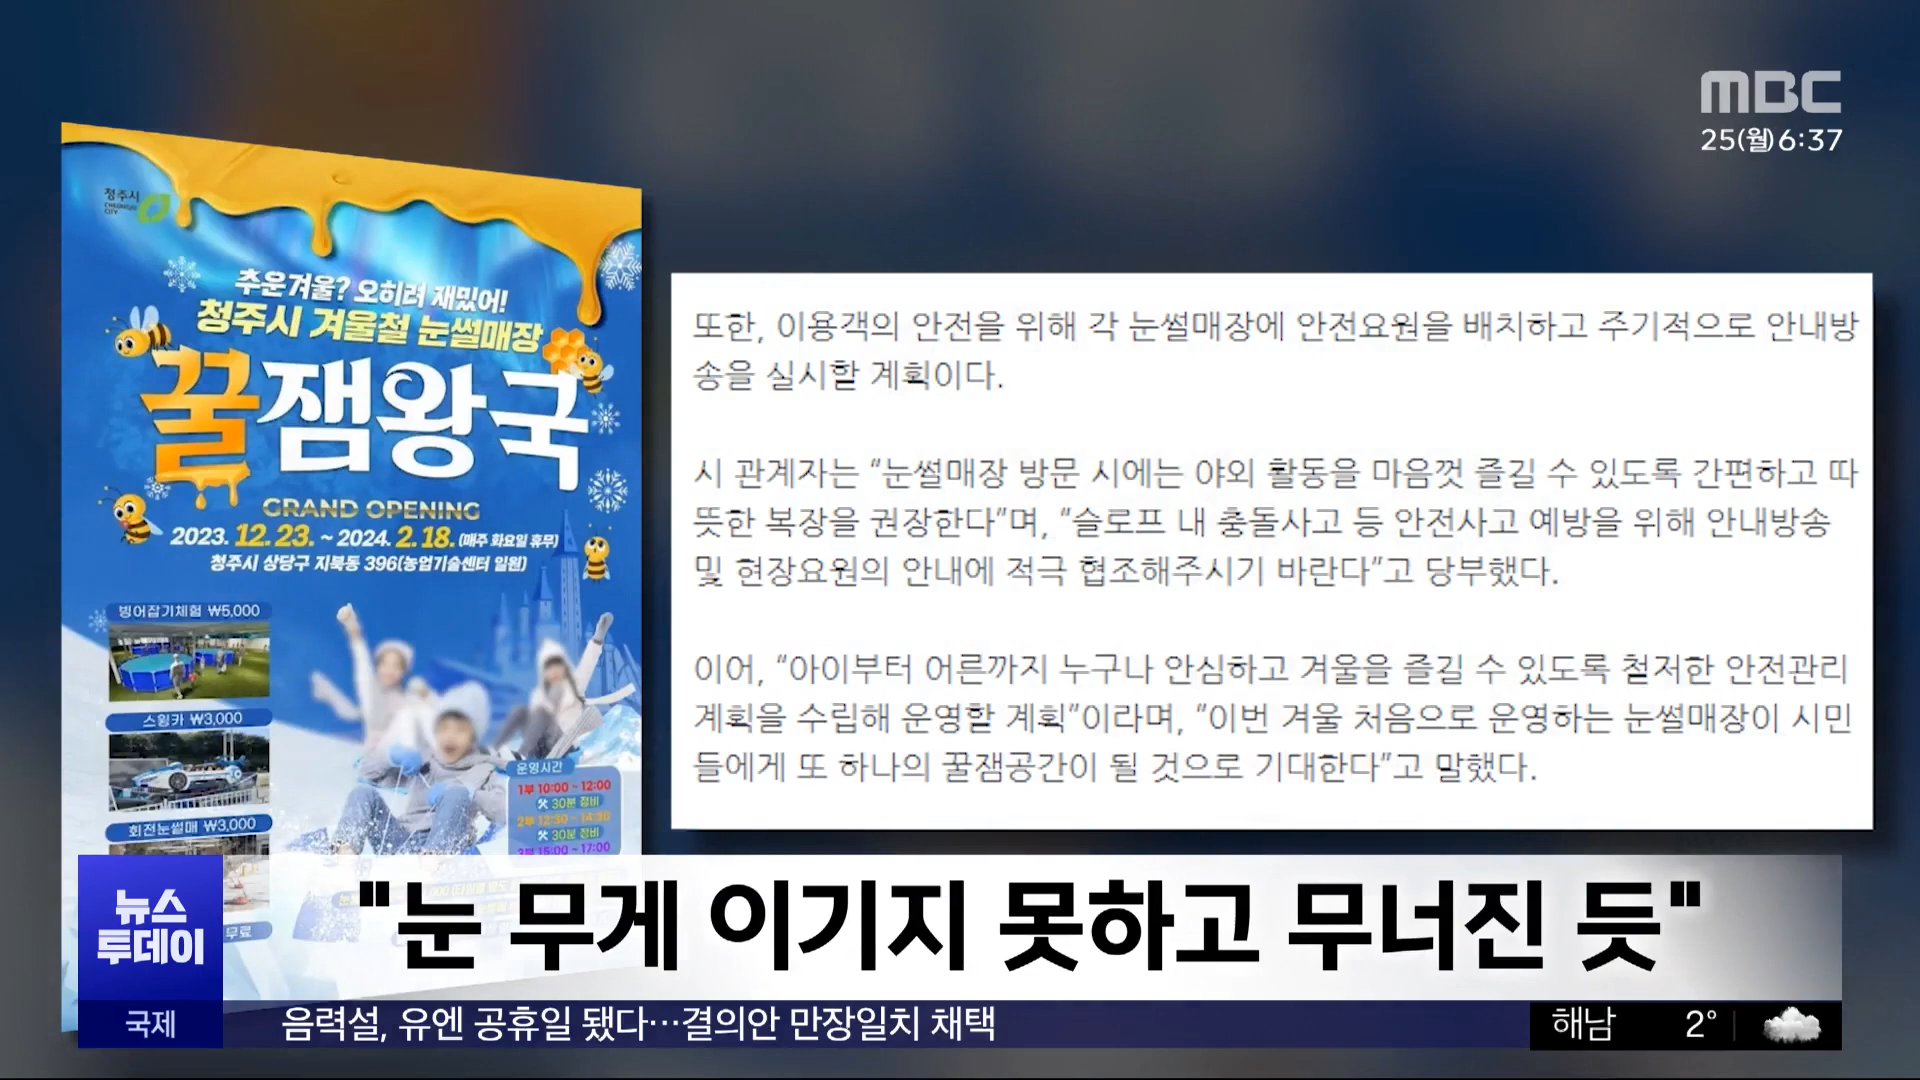 MBC
25(월)6:37
청주시
CHEONGJU CITY
추운겨울? 오히려 재밌어!
청주시 겨울철 눈썰매장
꿀잼왕국
GRAND OPENING
2023. 12. 23. ~ 2024. 2. 18. (매주 화요일 휴무)
청주시 상당구 지북동 396(농업기술센터 일원)
빙어잡기체험 ₩5,000
스윙카 ₩3,000
회전눈썰매 ₩3,000
무료
운영시간
1부 10:00 ~ 12:00
30분 정비
2부 12:30 ~ 14:30
30분 정비
3부 15:00 ~ 17:00
또한, 이용객의 안전을 위해 각 눈썰매장에 안전요원을 배치하고 주기적으로 안내방
송을 실시할 계획이다.
시 관계자는 “눈썰매장 방문 시에는 야외 활동을 마음껏 즐길 수 있도록 간편하고 따
뜻한 복장을 권장한다”며, “슬로프 내 충돌사고 등 안전사고 예방을 위해 안내방송
및 현장요원의 안내에 적극 협조해주시기 바란다”고 당부했다.
이어, “아이부터 어른까지 누구나 안심하고 겨울을 즐길 수 있도록 철저한 안전관리
계획을 수립해 운영할 계획”이라며, “이번 겨울 처음으로 운영하는 눈썰매장이 시민
들에게 또 하나의 꿀잼공간이 될 것으로 기대한다”고 말했다.
뉴스
투데이
"눈 무게 이기지 못하고 무너진 듯"
국제
음력설, 유엔 공휴일 됐다…결의안 만장일치 채택
해남 2°